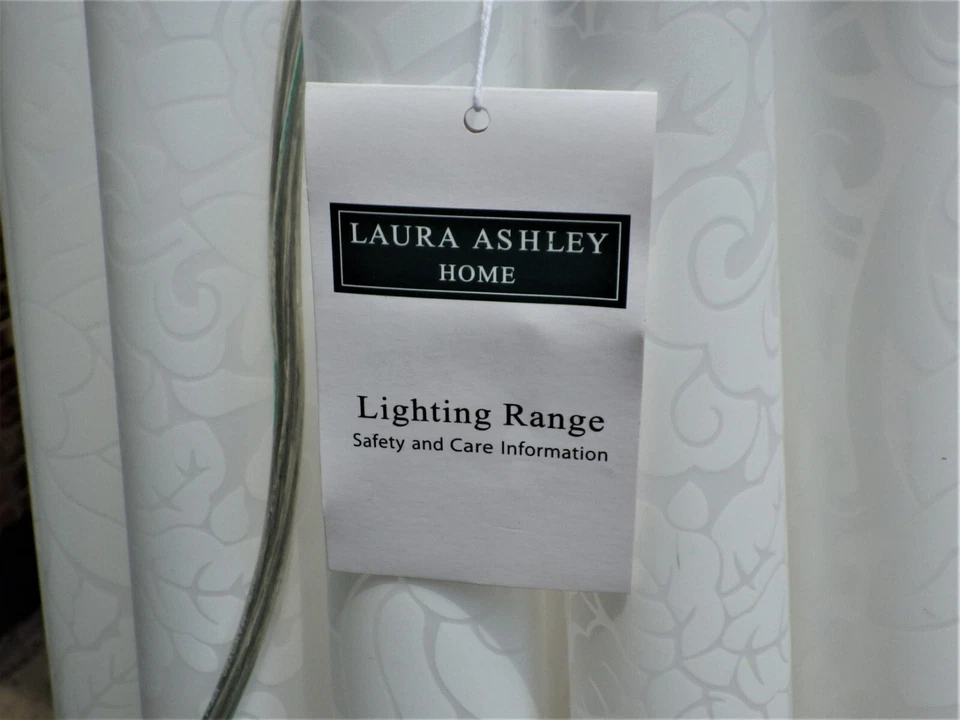 LAURA ASHLEY
HOME
Lighting Range
Safety and Care Information